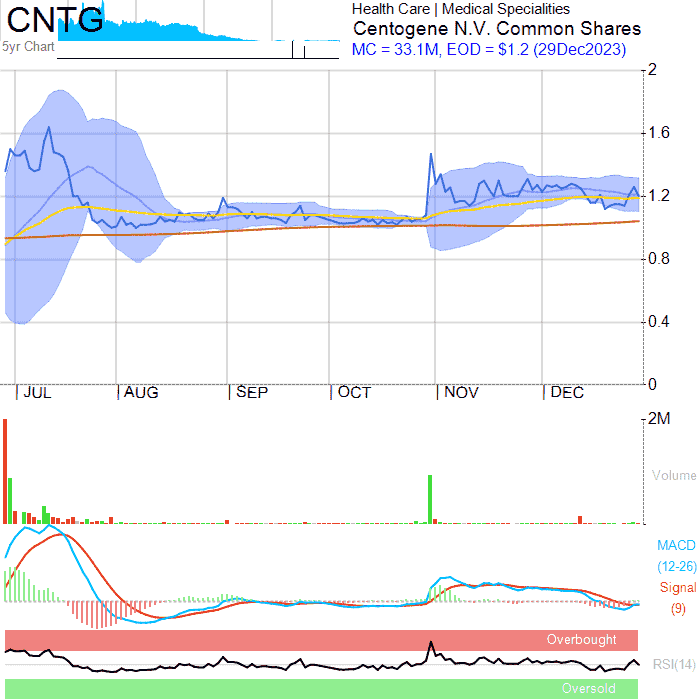 CNTG
5yr Chart
Health Care | Medical Specialities
Centogene N.V. Common Shares
MC = 33.1M, EOD = $1.2 (29Dec2023)
2
1.6
1.2
0.8
0.4
0
JUL AUG SEP OCT NOV DEC
2M
Volume
MACD
(12-26)
Signal
(9)
Overbought
RSI(14)
Oversold